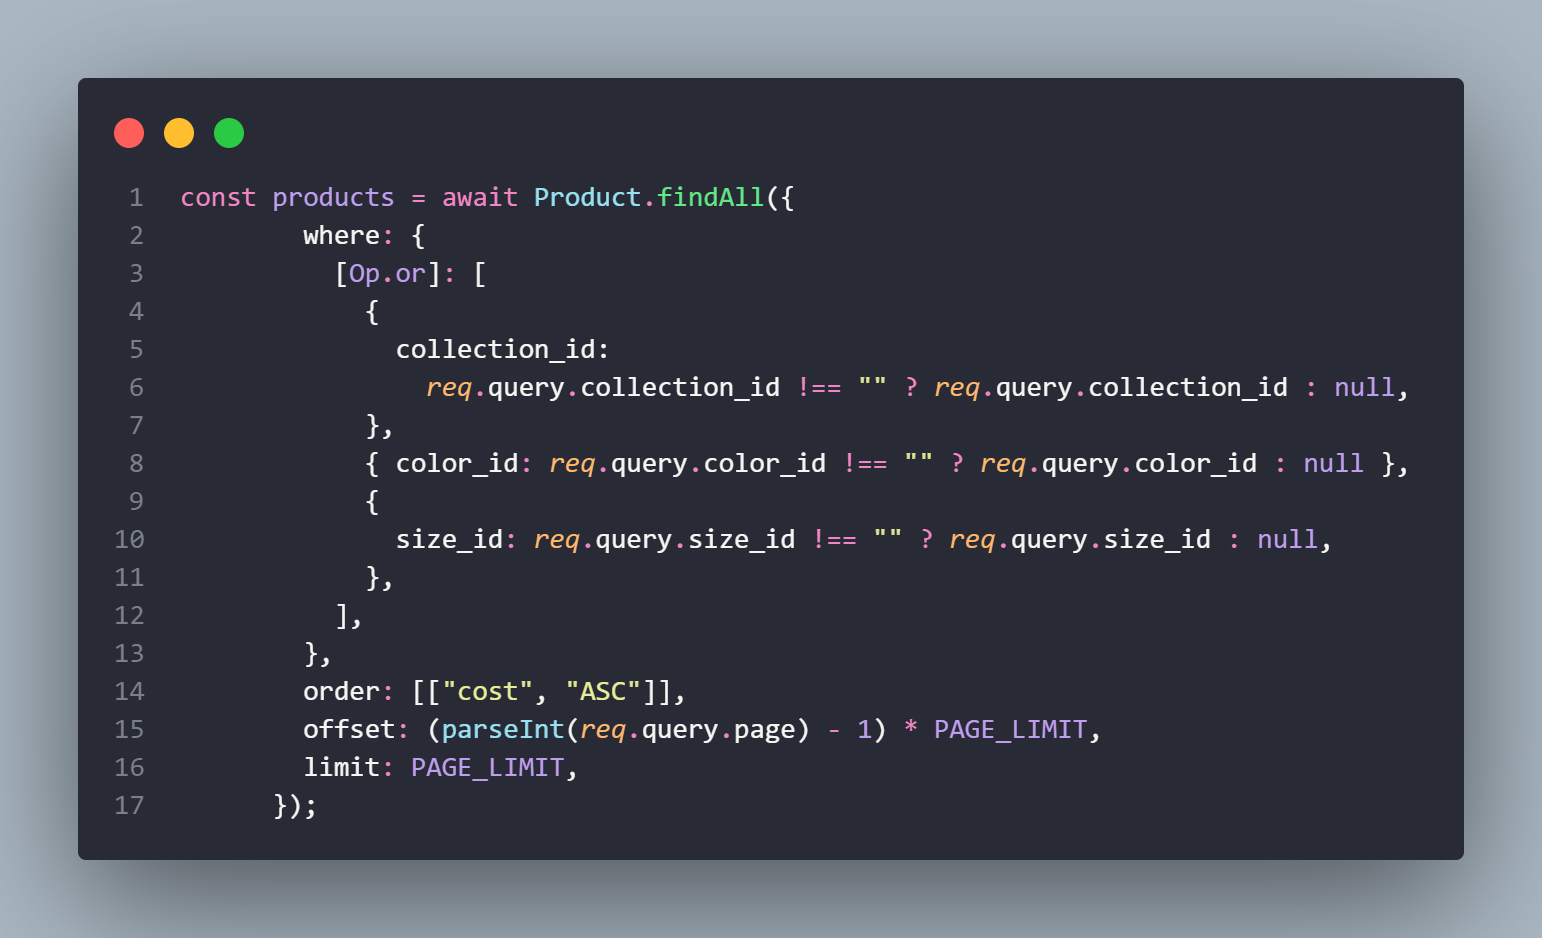 1 const products = await Product.findAll({
2 where: {
3 [Op.or]: [
4 {
5 collection_id:
6 req.query.collection_id !== "" ? req.query.collection_id : null,
7 },
8 { color_id: req.query.color_id !== "" ? req.query.color_id : null },
9 {
10 size_id: req.query.size_id !== "" ? req.query.size_id : null,
11 },
12 ],
13 },
14 order: [["cost", "ASC"]],
15 offset: (parseInt(req.query.page) - 1) * PAGE_LIMIT,
16 limit: PAGE_LIMIT,
17 });